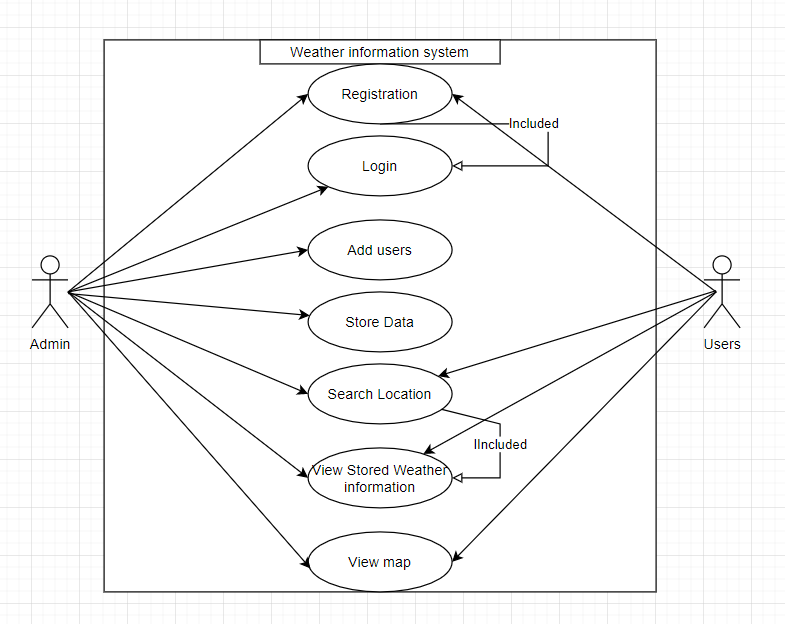 Weather information system
Registration
Included
Login
Add users
Store Data
Admin
Users
Search Location
IIncluded
View Stored Weather
information
View map